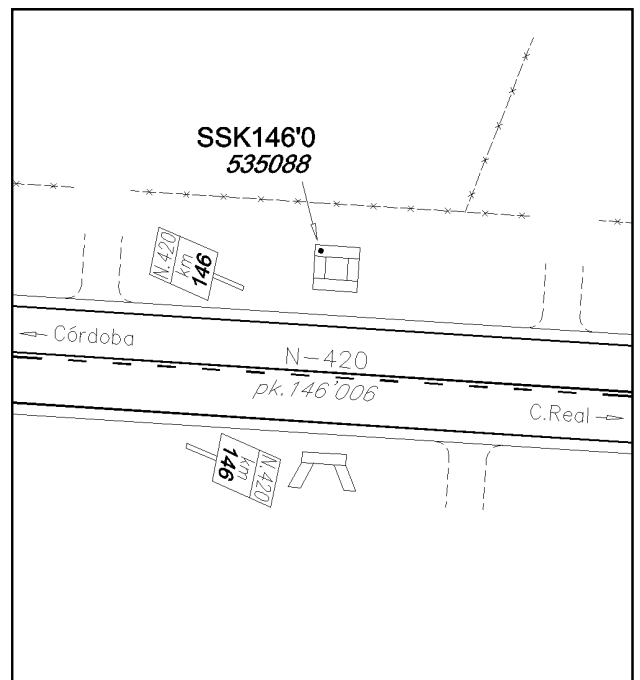 SSK146'0
535088
N.420
km
146
← Córdoba
N-420
pk.146'006
C.Real →
N.420
km
146